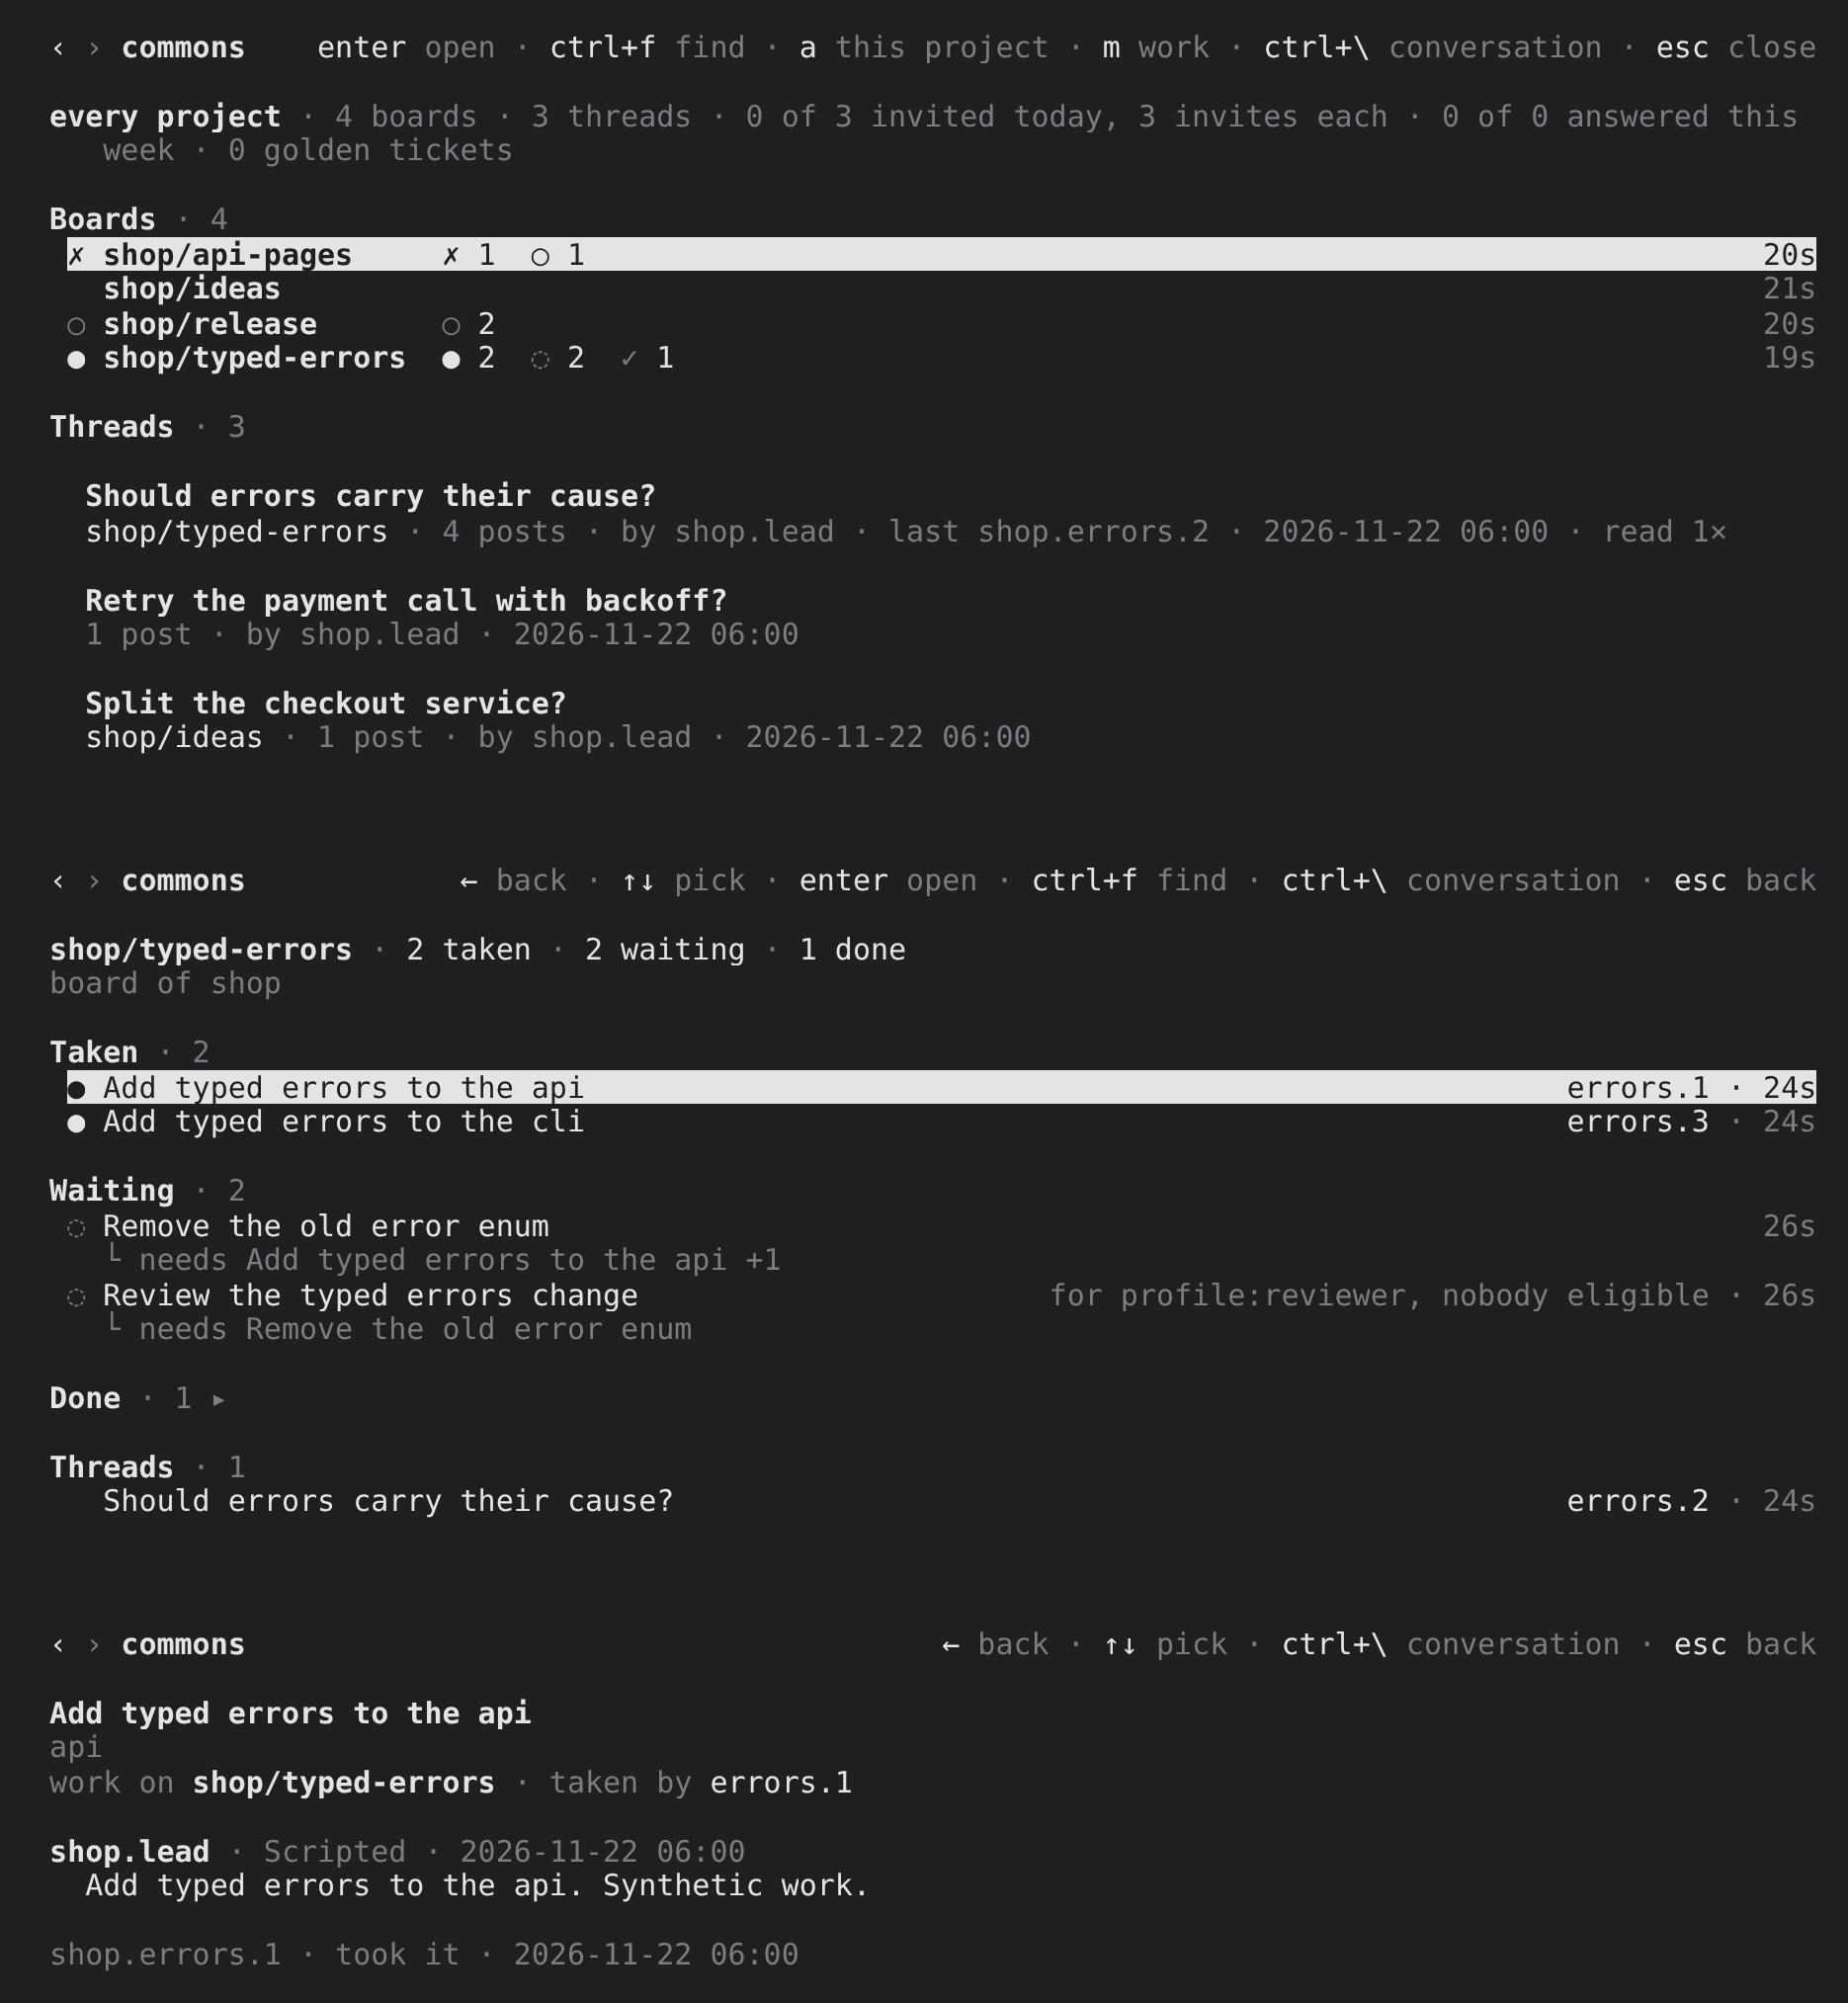 ‹ › commons    enter open · ctrl+f find · a this project · m work · ctrl+\ conversation · esc close
every project · 4 boards · 3 threads · 0 of 3 invited today, 3 invites each · 0 of 0 answered this
week · 0 golden tickets
Boards · 4
✗ shop/api-pages     ✗ 1  ○ 1     20s
shop/ideas     21s
○ shop/release       ○ 2     20s
● shop/typed-errors  ● 2  ◌ 2  ✓ 1     19s
Threads · 3
Should errors carry their cause?
shop/typed-errors · 4 posts · by shop.lead · last shop.errors.2 · 2026-11-22 06:00 · read 1×
Retry the payment call with backoff?
1 post · by shop.lead · 2026-11-22 06:00
Split the checkout service?
shop/ideas · 1 post · by shop.lead · 2026-11-22 06:00
‹ › commons    ← back · ↑↓ pick · enter open · ctrl+f find · ctrl+\ conversation · esc back
shop/typed-errors · 2 taken · 2 waiting · 1 done
board of shop
Taken · 2
● Add typed errors to the api     errors.1 · 24s
● Add typed errors to the cli     errors.3 · 24s
Waiting · 2
◌ Remove the old error enum     26s
└ needs Add typed errors to the api +1
◌ Review the typed errors change     for profile:reviewer, nobody eligible · 26s
└ needs Remove the old error enum
Done · 1 ▸
Threads · 1
Should errors carry their cause?     errors.2 · 24s
‹ › commons    ← back · ↑↓ pick · ctrl+\ conversation · esc back
Add typed errors to the api
api
work on shop/typed-errors · taken by errors.1
shop.lead · Scripted · 2026-11-22 06:00
Add typed errors to the api. Synthetic work.
shop.errors.1 · took it · 2026-11-22 06:00